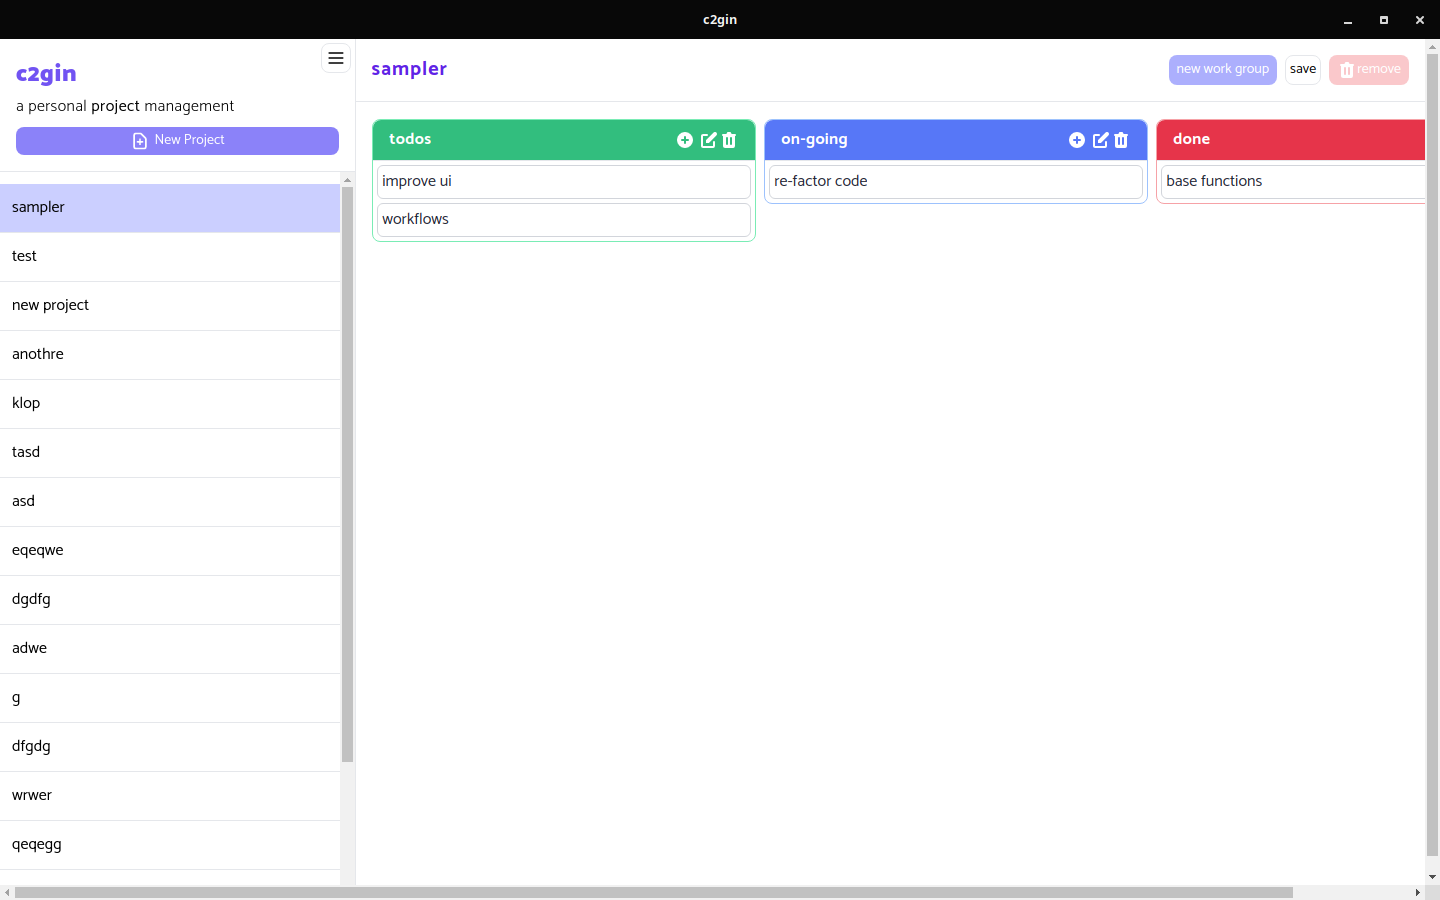 c2gin
c2gin
a personal project management
New Project
sampler
test
new project
anothre
klop
tasd
asd
eqeqwe
dgdfg
adwe
g
dfgdg
wrwer
qeqegg
sampler
new work group
save
remove
todos
improve ui
workflows
on-going
re-factor code
done
base functions